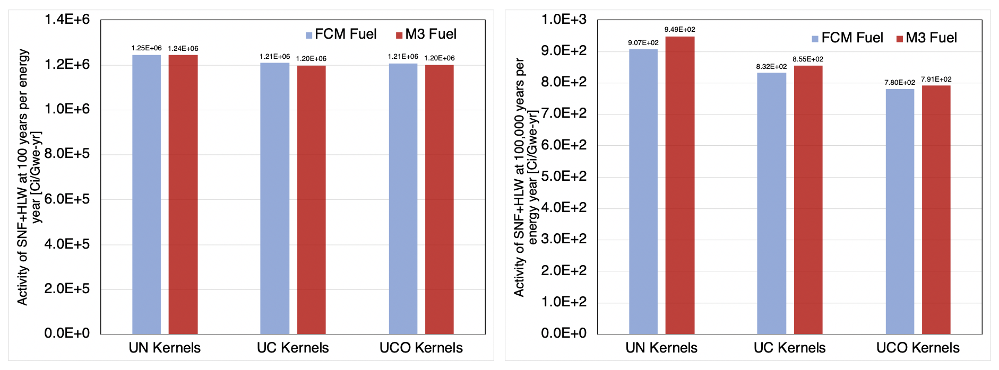 Activity of SNF+HLW at 100 years per energy
year [Ci/Gwe-yr]
1.4E+6
1.2E+6
1.0E+6
8.0E+5
6.0E+5
4.0E+5
2.0E+5
0.0E+0
FCM Fuel
M3 Fuel
1.25E+06
1.24E+06
1.21E+06
1.20E+06
1.21E+06
1.20E+06
UN Kernels
UC Kernels
UCO Kernels
Activity of SNF+HLW at 100,000 years per
energy year [Ci/Gwe-yr]
1.0E+3
9.0E+2
8.0E+2
7.0E+2
6.0E+2
5.0E+2
4.0E+2
3.0E+2
2.0E+2
1.0E+2
0.0E+0
FCM Fuel
M3 Fuel
9.07E+02
9.49E+02
8.32E+02
8.55E+02
7.80E+02
7.91E+02
UN Kernels
UC Kernels
UCO Kernels